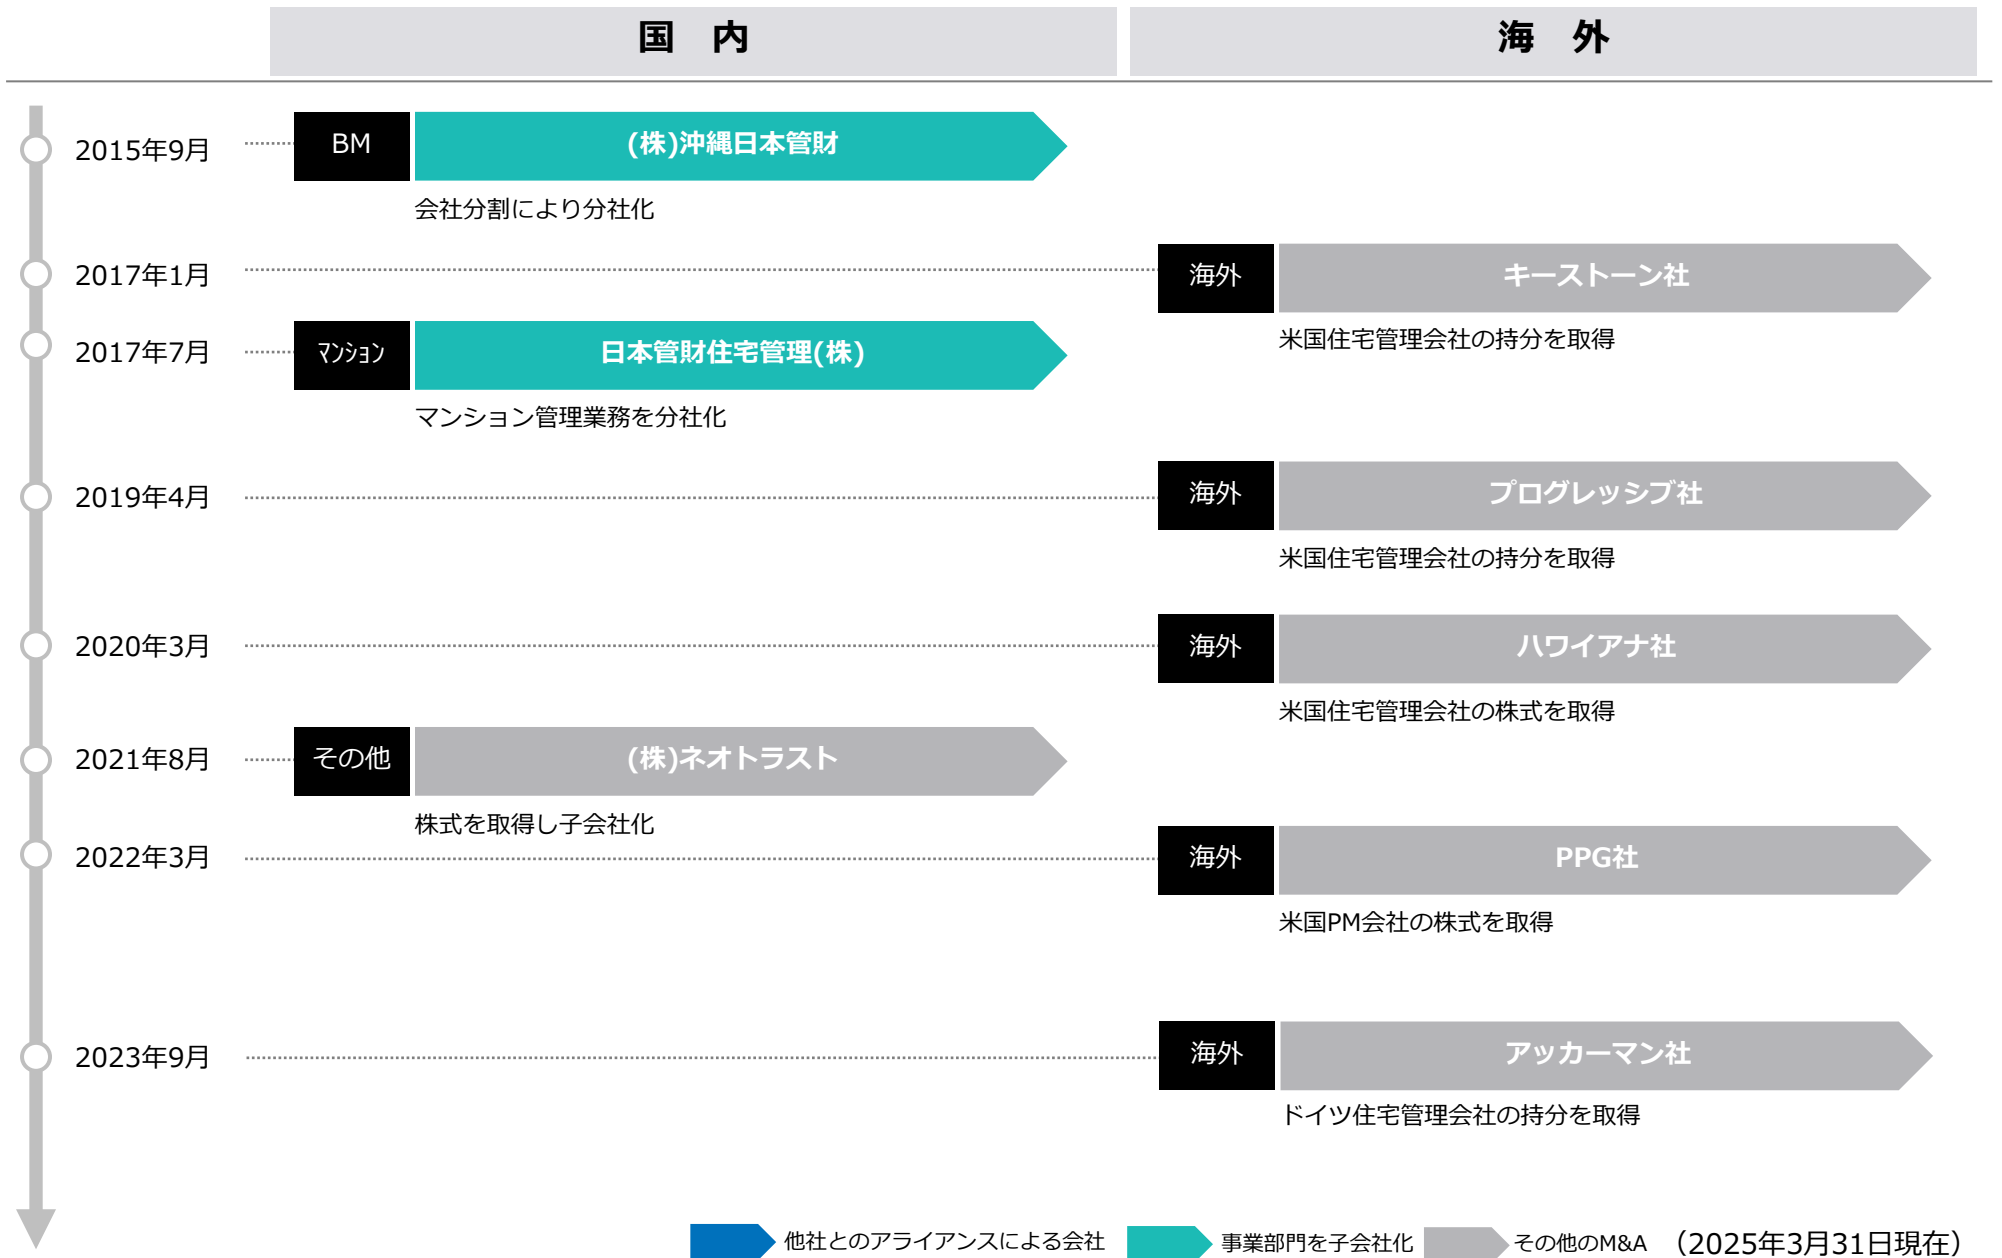 国　内
海　外
2015年9月
BM
(株)沖縄日本管財
会社分割により分社化
2017年1月
海外
キーストーン社
米国住宅管理会社の持分を取得
2017年7月
ﾏﾝｼｮﾝ
日本管財住宅管理(株)
マンション管理業務を分社化
2019年4月
海外
プログレッシブ社
米国住宅管理会社の持分を取得
2020年3月
海外
ハワイアナ社
米国住宅管理会社の株式を取得
2021年8月
その他
(株)ネオトラスト
株式を取得し子会社化
2022年3月
海外
PPG社
米国PM会社の株式を取得
2023年9月
海外
アッカーマン社
ドイツ住宅管理会社の持分を取得
他社とのアライアンスによる会社
事業部門を子会社化
その他のM&A
（2025年3月31日現在）